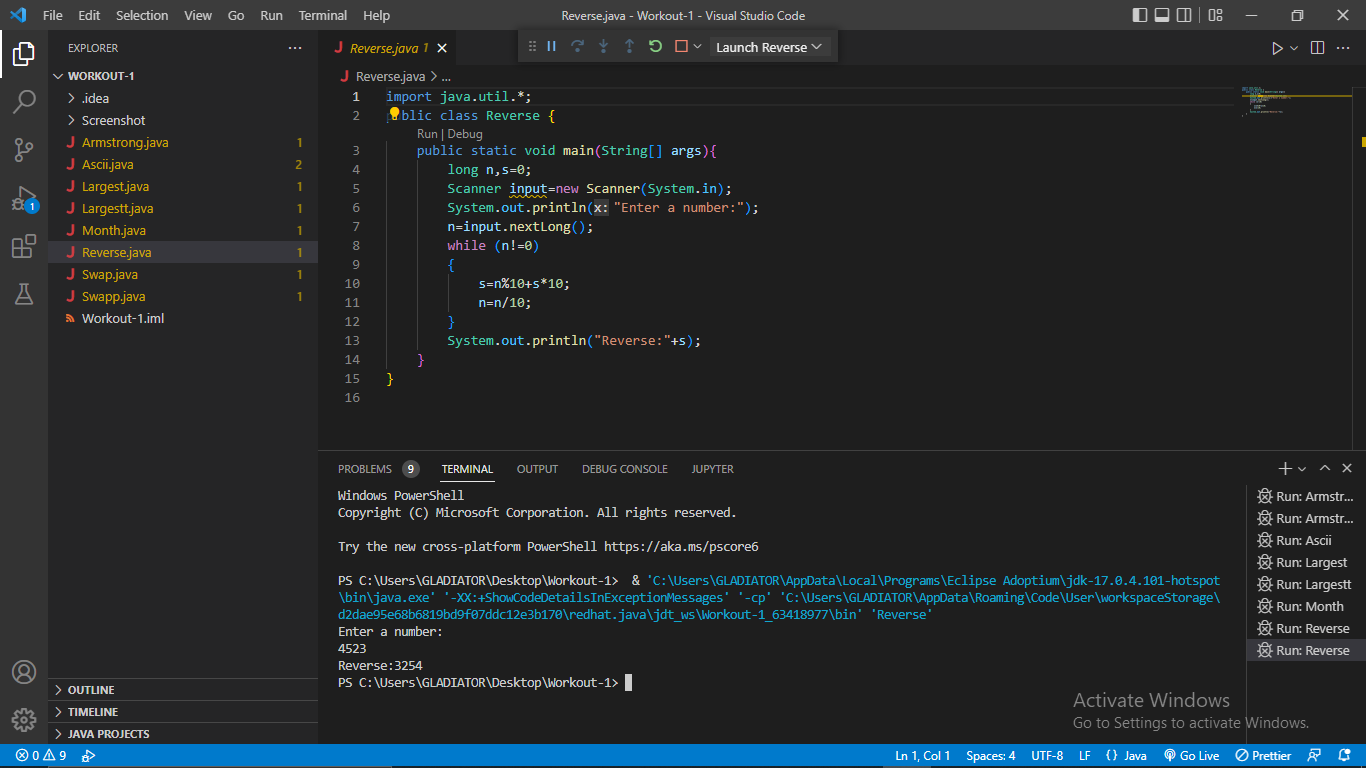 File Edit Selection View Go Run Terminal Help
Reverse.java - Workout-1 - Visual Studio Code
EXPLORER
WORKOUT-1
.idea
Screenshot
Armstrong.java 1
Ascii.java 2
Largest.java 1
Largestt.java 1
Month.java 1
Reverse.java 1
Swap.java 1
Swapp.java 1
Workout-1.iml
OUTLINE
TIMELINE
JAVA PROJECTS
1
Reverse.java 1
Launch Reverse
Reverse.java > ...
1 import java.util.*;
2 blic class Reverse {
Run | Debug
3 public static void main(String[] args){
4 long n,s=0;
5 Scanner input=new Scanner(System.in);
6 System.out.println(x: "Enter a number:");
7 n=input.nextLong();
8 while (n!=0)
9 {
10 s=n%10+s*10;
11 n=n/10;
12 }
13 System.out.println("Reverse:"+s);
14 }
15 }
16
PROBLEMS 9 TERMINAL OUTPUT DEBUG CONSOLE JUPYTER
Windows PowerShell
Copyright (C) Microsoft Corporation. All rights reserved.
Try the new cross-platform PowerShell https://aka.ms/pscore6
PS C:\Users\GLADIATOR\Desktop\Workout-1>  & 'C:\Users\GLADIATOR\AppData\Local\Programs\Eclipse Adoptium\jdk-17.0.4.101-hotspot
\bin\java.exe' '-XX:+ShowCodeDetailsInExceptionMessages' '-cp' 'C:\Users\GLADIATOR\AppData\Roaming\Code\User\workspaceStorage\
d2dae95e68b6819bd9f07ddc12e3b170\redhat.java\jdt_ws\Workout-1_63418977\bin' 'Reverse'
Enter a number:
4523
Reverse:3254
PS C:\Users\GLADIATOR\Desktop\Workout-1>
Run: Armstr...
Run: Armstr...
Run: Ascii
Run: Largest
Run: Largestt
Run: Month
Run: Reverse
Run: Reverse
Activate Windows
Go to Settings to activate Windows.
0 9
Ln 1, Col 1 Spaces: 4 UTF-8 LF {} Java Go Live Prettier